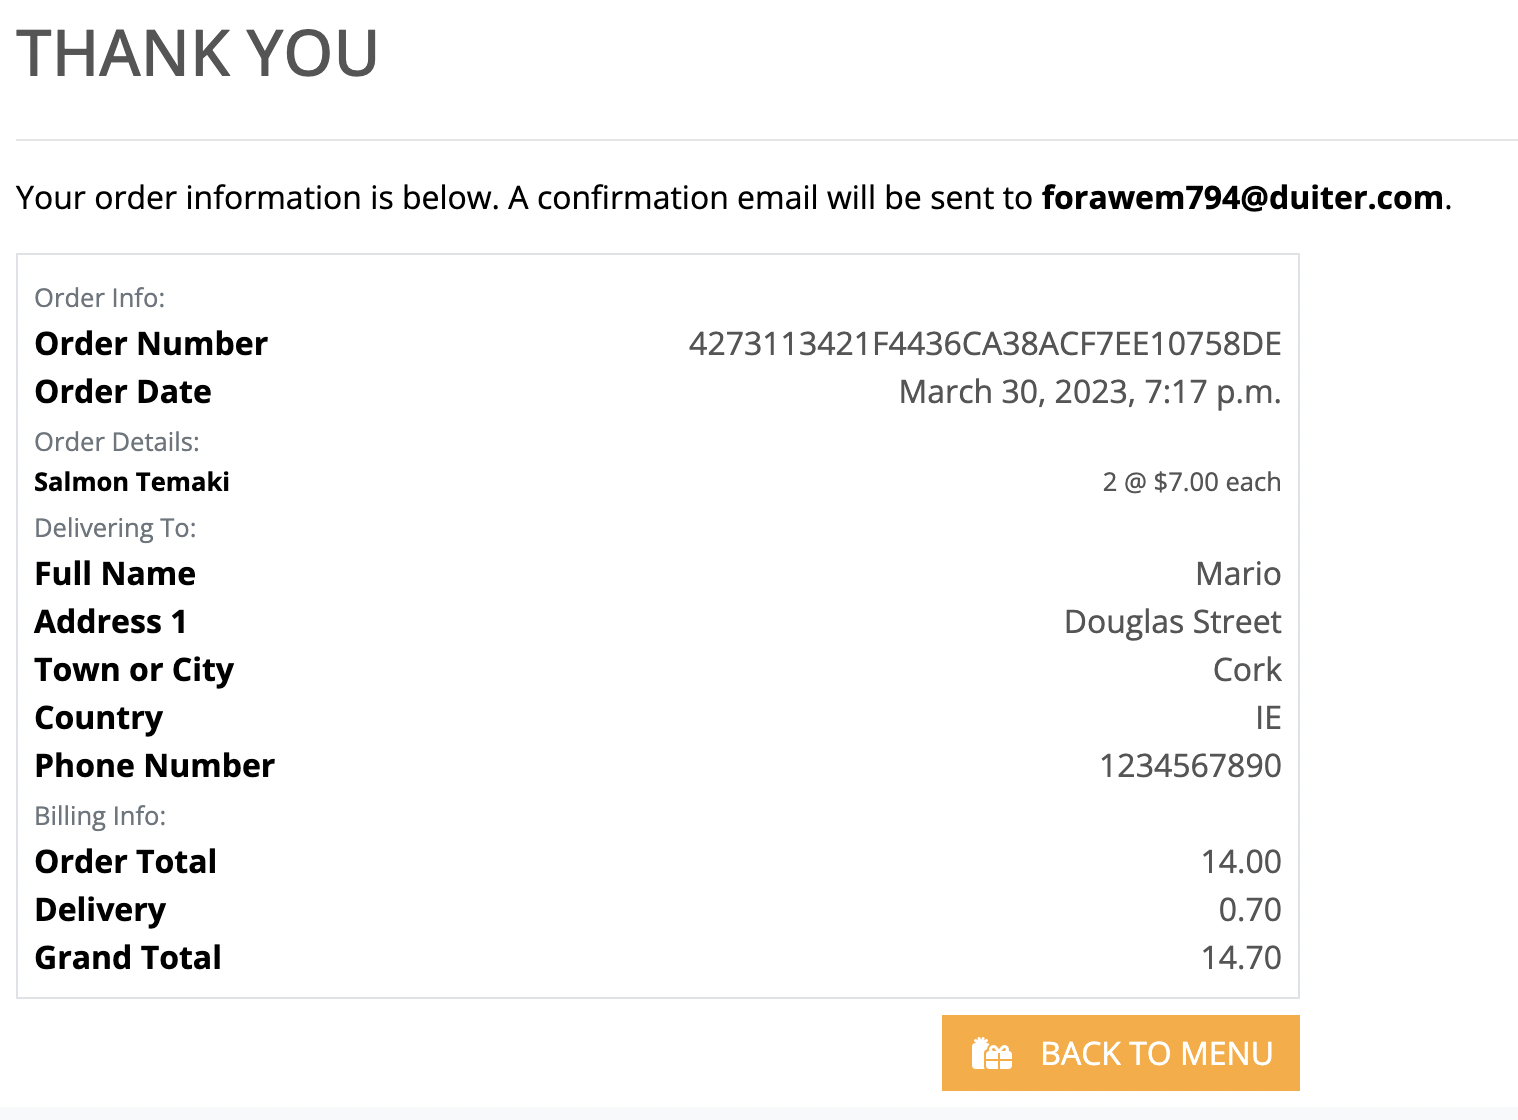 THANK YOU
Your order information is below. A confirmation email will be sent to forawem794@duiter.com.
Order Info:
Order Number 4273113421F4436CA38ACF7EE10758DE
Order Date March 30, 2023, 7:17 p.m.
Order Details:
Salmon Temaki 2 @ $7.00 each
Delivering To:
Full Name Mario
Address 1 Douglas Street
Town or City Cork
Country IE
Phone Number 1234567890
Billing Info:
Order Total 14.00
Delivery 0.70
Grand Total 14.70
BACK TO MENU